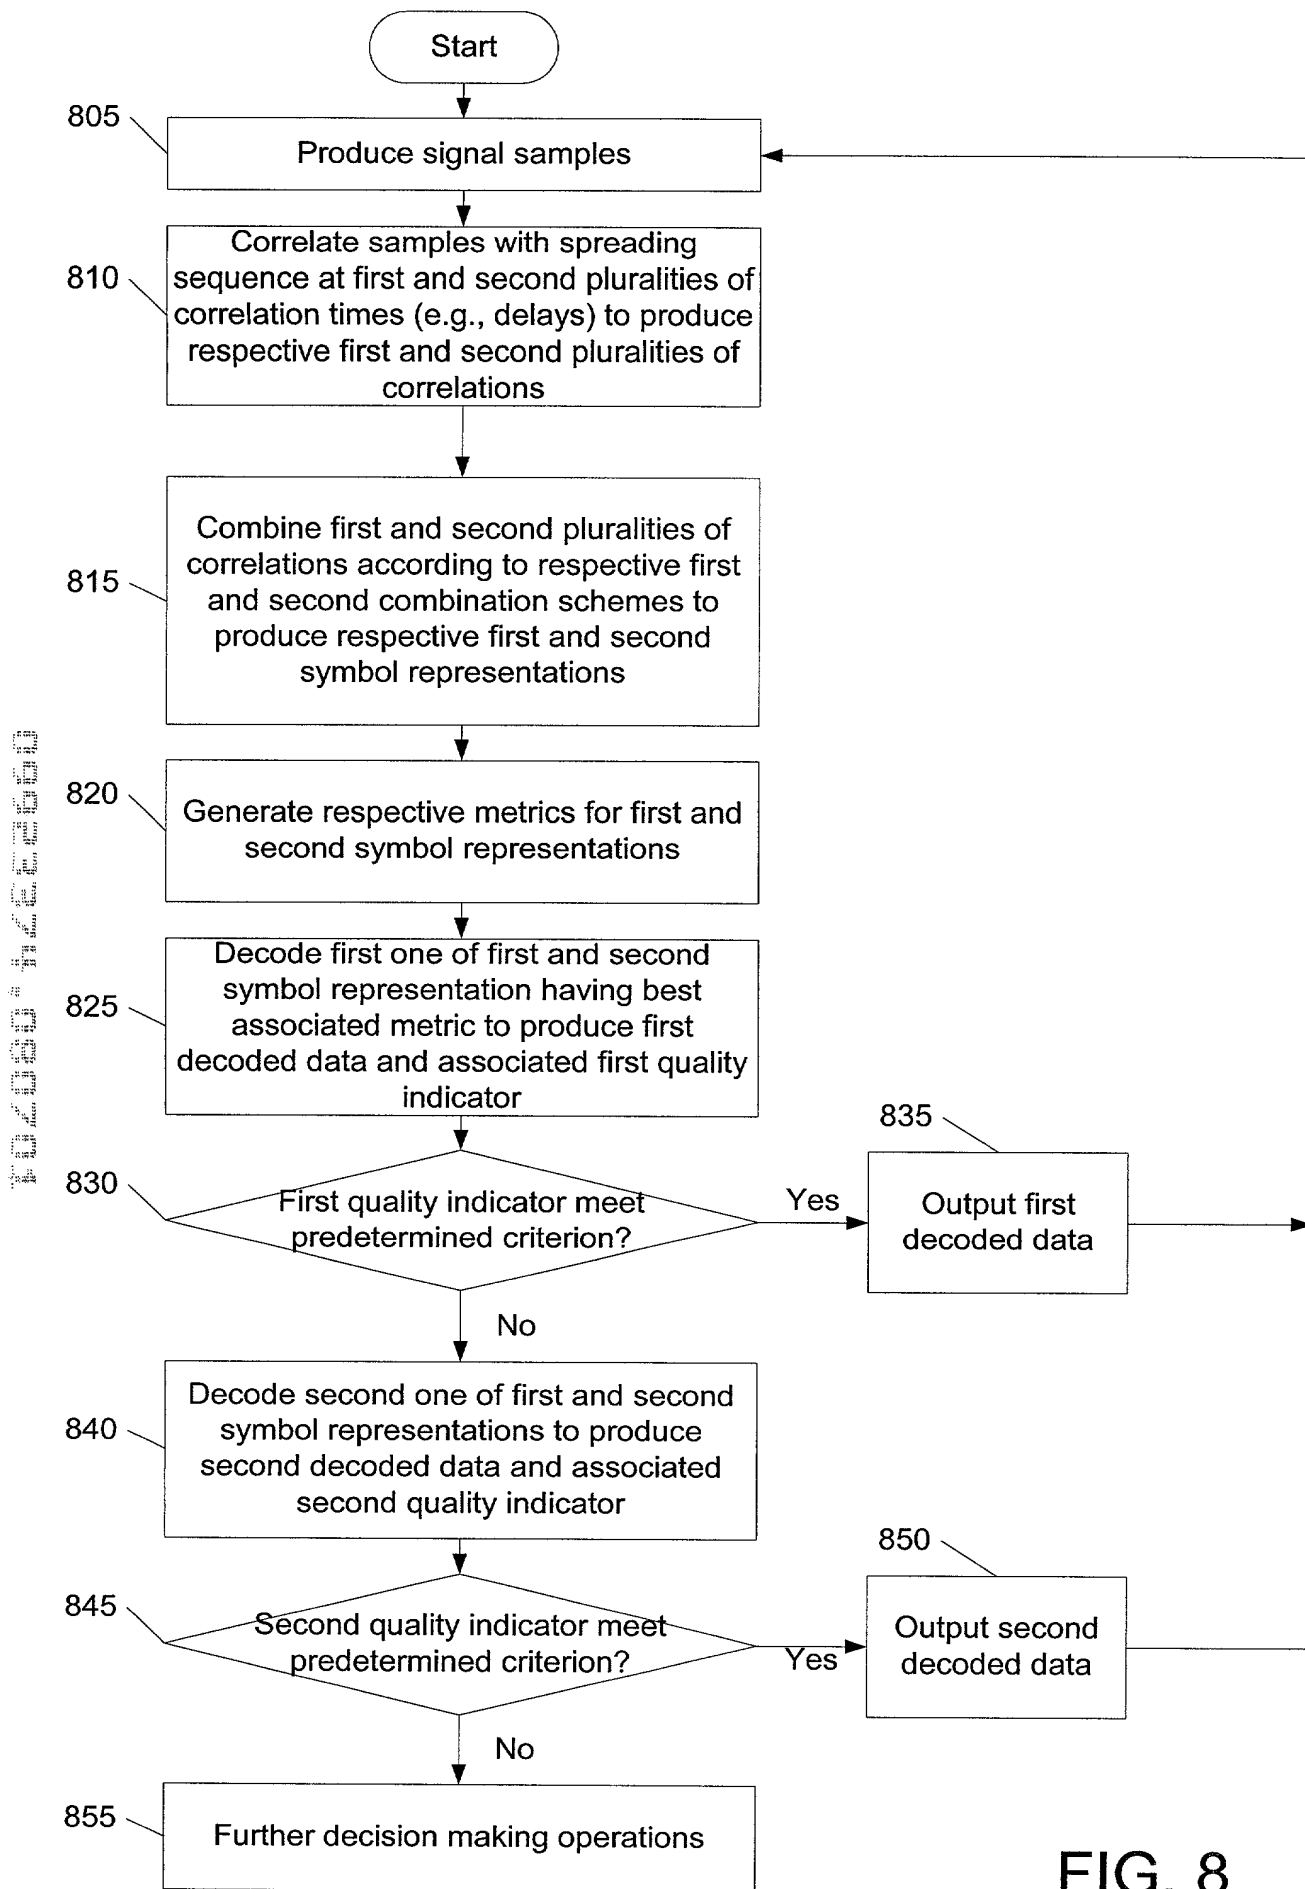 Start
805
Produce signal samples
810
Correlate samples with spreading
sequence at first and second pluralities of
correlation times (e.g., delays) to produce
respective first and second pluralities of
correlations
815
Combine first and second pluralities of
correlations according to respective first
and second combination schemes to
produce respective first and second
symbol representations
820
Generate respective metrics for first and
second symbol representations
825
Decode first one of first and second
symbol representation having best
associated metric to produce first
decoded data and associated first quality
indicator
830
First quality indicator meet
predetermined criterion?
Yes
835
Output first
decoded data
No
840
Decode second one of first and second
symbol representations to produce
second decoded data and associated
second quality indicator
845
Second quality indicator meet
predetermined criterion?
Yes
850
Output second
decoded data
No
855
Further decision making operations
FIG. 8